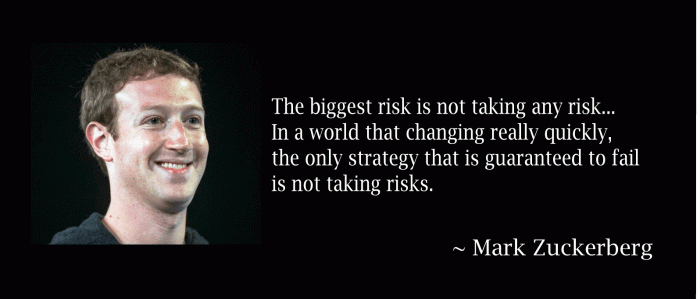 The biggest risk is not taking any risk...
In a world that changing really quickly,
the only strategy that is guaranteed to fail
is not taking risks.
~ Mark Zuckerberg